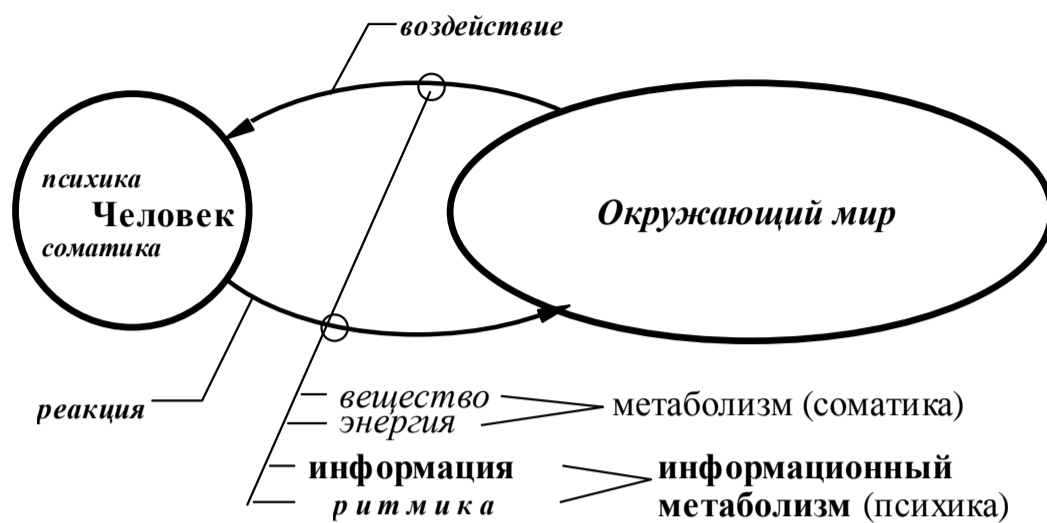 воздействие
психика
Человек
соматика
Окружающий мир
реакция
вещество
энергия
метаболизм (соматика)
информация
ритмика
информационный
метаболизм (психика)